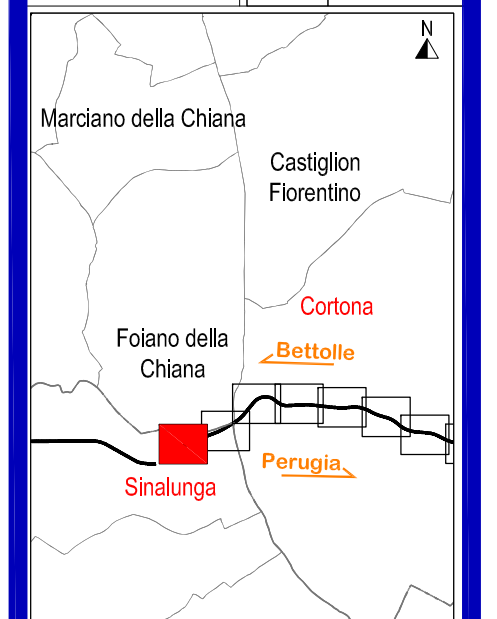 N
Marciano della Chiana
Castiglion
Fiorentino
Cortona
Foiano della
Chiana
Bettolle
Perugia
Sinalunga